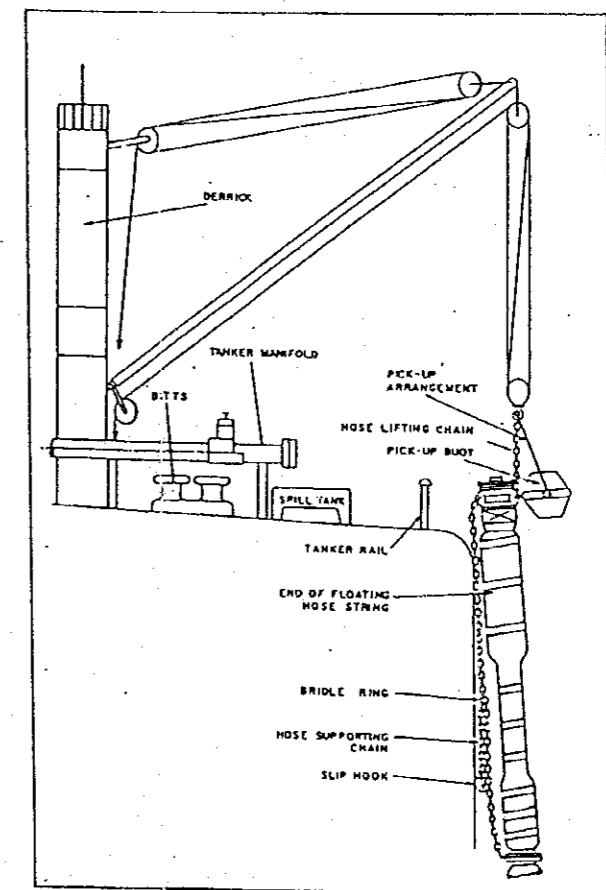 DERRICK
TANKER MANIFOLD
BITTS
PICK-UP
ARRANGEMENT
HOSE LIFTING CHAIN
PICK-UP BUOT
SPILL TANK
TANKER RAIL
END OF FLOATING
HOSE STRING
BRIDLE RING
HOSE SUPPORTING
CHAIN
SLIP HOOK